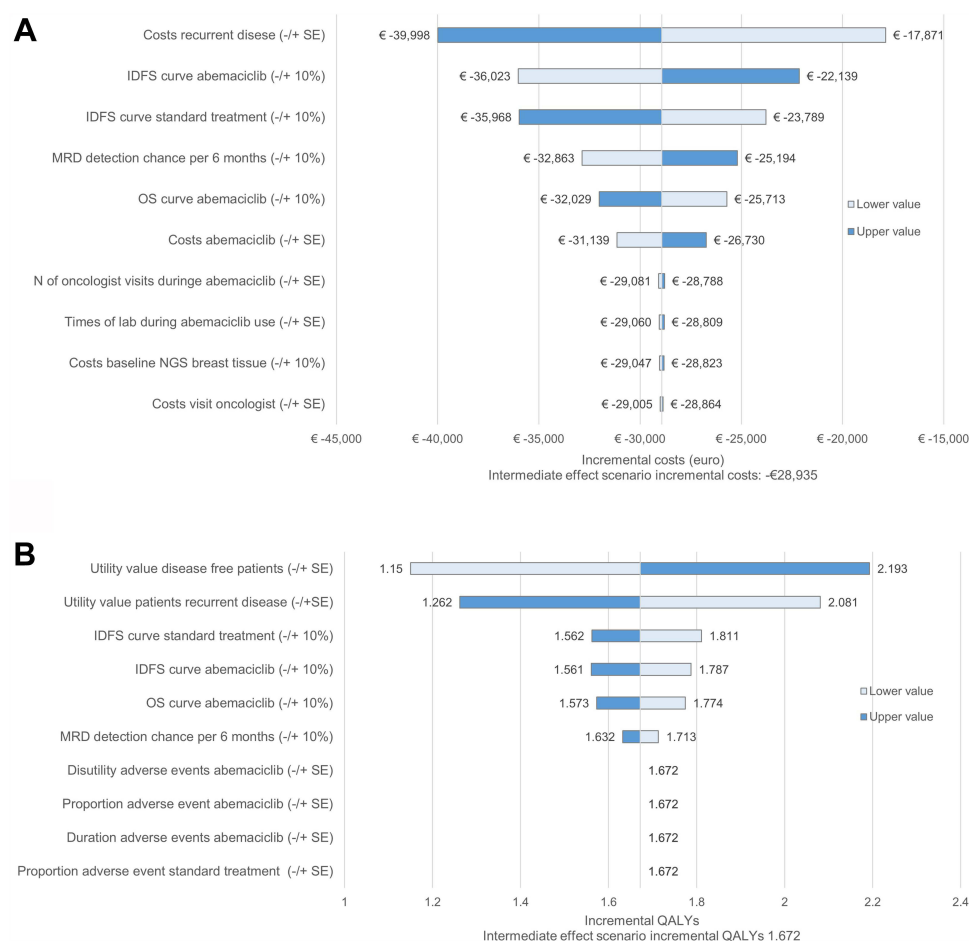 A
Costs recurrent disese (-/+ SE) € -39,998 € -17,871
IDFS curve abemaciclib (-/+ 10%) € -36,023 € -22,139
IDFS curve standard treatment (-/+ 10%) € -35,968 € -23,789
MRD detection chance per 6 months (-/+ 10%) € -32,863 € -25,194
OS curve abemaciclib (-/+ 10%) € -32,029 € -25,713
Lower value
Costs abemaciclib (-/+ SE) € -31,139 € -26,730
Upper value
N of oncologist visits duringe abemaciclib (-/+ SE) € -29,081 € -28,788
Times of lab during abemaciclib use (-/+ SE) € -29,060 € -28,809
Costs baseline NGS breast tissue (-/+ 10%) € -29,047 € -28,823
Costs visit oncologist (-/+ SE) € -29,005 € -28,864
€ -45,000 € -40,000 € -35,000 € -30,000 € -25,000 € -20,000 € -15,000
Incremental costs (euro)
Intermediate effect scenario incremental costs: -€28,935
B
Utility value disease free patients (-/+ SE) 1.15 2.193
Utility value patients recurrent disease (-/+SE) 1.262 2.081
IDFS curve standard treatment (-/+ 10%) 1.562 1.811
IDFS curve abemaciclib (-/+ 10%) 1.561 1.787
Lower value
OS curve abemaciclib (-/+ 10%) 1.573 1.774
Upper value
MRD detection chance per 6 months (-/+ 10%) 1.632 1.713
Disutility adverse events abemaciclib (-/+ SE) 1.672
Proportion adverse event abemaciclib (-/+ SE) 1.672
Duration adverse events abemaciclib (-/+ SE) 1.672
Proportion adverse event standard treatment (-/+ SE) 1.672
1 1.2 1.4 1.6 1.8 2 2.2 2.4
Incremental QALYs
Intermediate effect scenario incremental QALYs 1.672